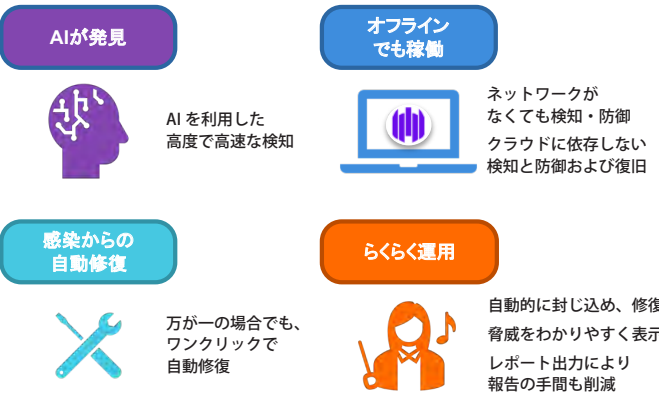 AIが発見
AI を利用した
高度で高速な検知
オフライン
でも稼働
ネットワークが
なくても検知・防御
クラウドに依存しない
検知と防御および復旧
感染からの
自動修復
万が一の場合でも、
ワンクリックで
自動修復
らくらく運用
自動的に封じ込め、修復
脅威をわかりやすく表示
レポート出力により
報告の手間も削減